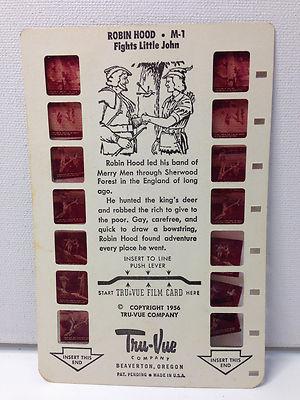 ROBIN HOOD • M-1
Fights Little John
Robin Hood led his band of
Merry Men through Sherwood
Forest in the England of long
ago.
He hunted the king's deer
and robbed the rich to give to
the poor. Gay, carefree, and
quick to draw a bowstring,
Robin Hood found adventure
every place he went.
INSERT TO LINE
PUSH LEVER
START TRU-VUE FILM CARD HERE
© COPYRIGHT 1956
TRU-VUE COMPANY
Tru-Vue
COMPANY
BEAVERTON, OREGON
PAT. PENDING • MADE IN U.S.A.
INSERT THIS
END
INSERT THIS
END